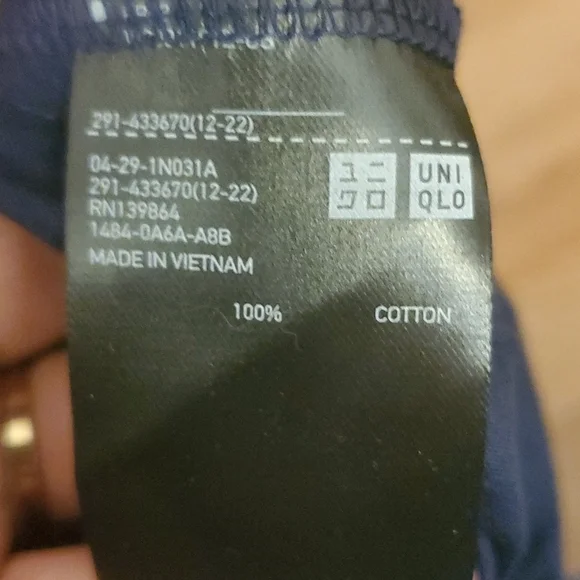 291-433670(12-22)
04-29-1N031A
291-433670(12-22)
RN139864
1484-0A6A-A8B
MADE IN VIETNAM
ユニ
クロ
UNI
QLO
100% COTTON